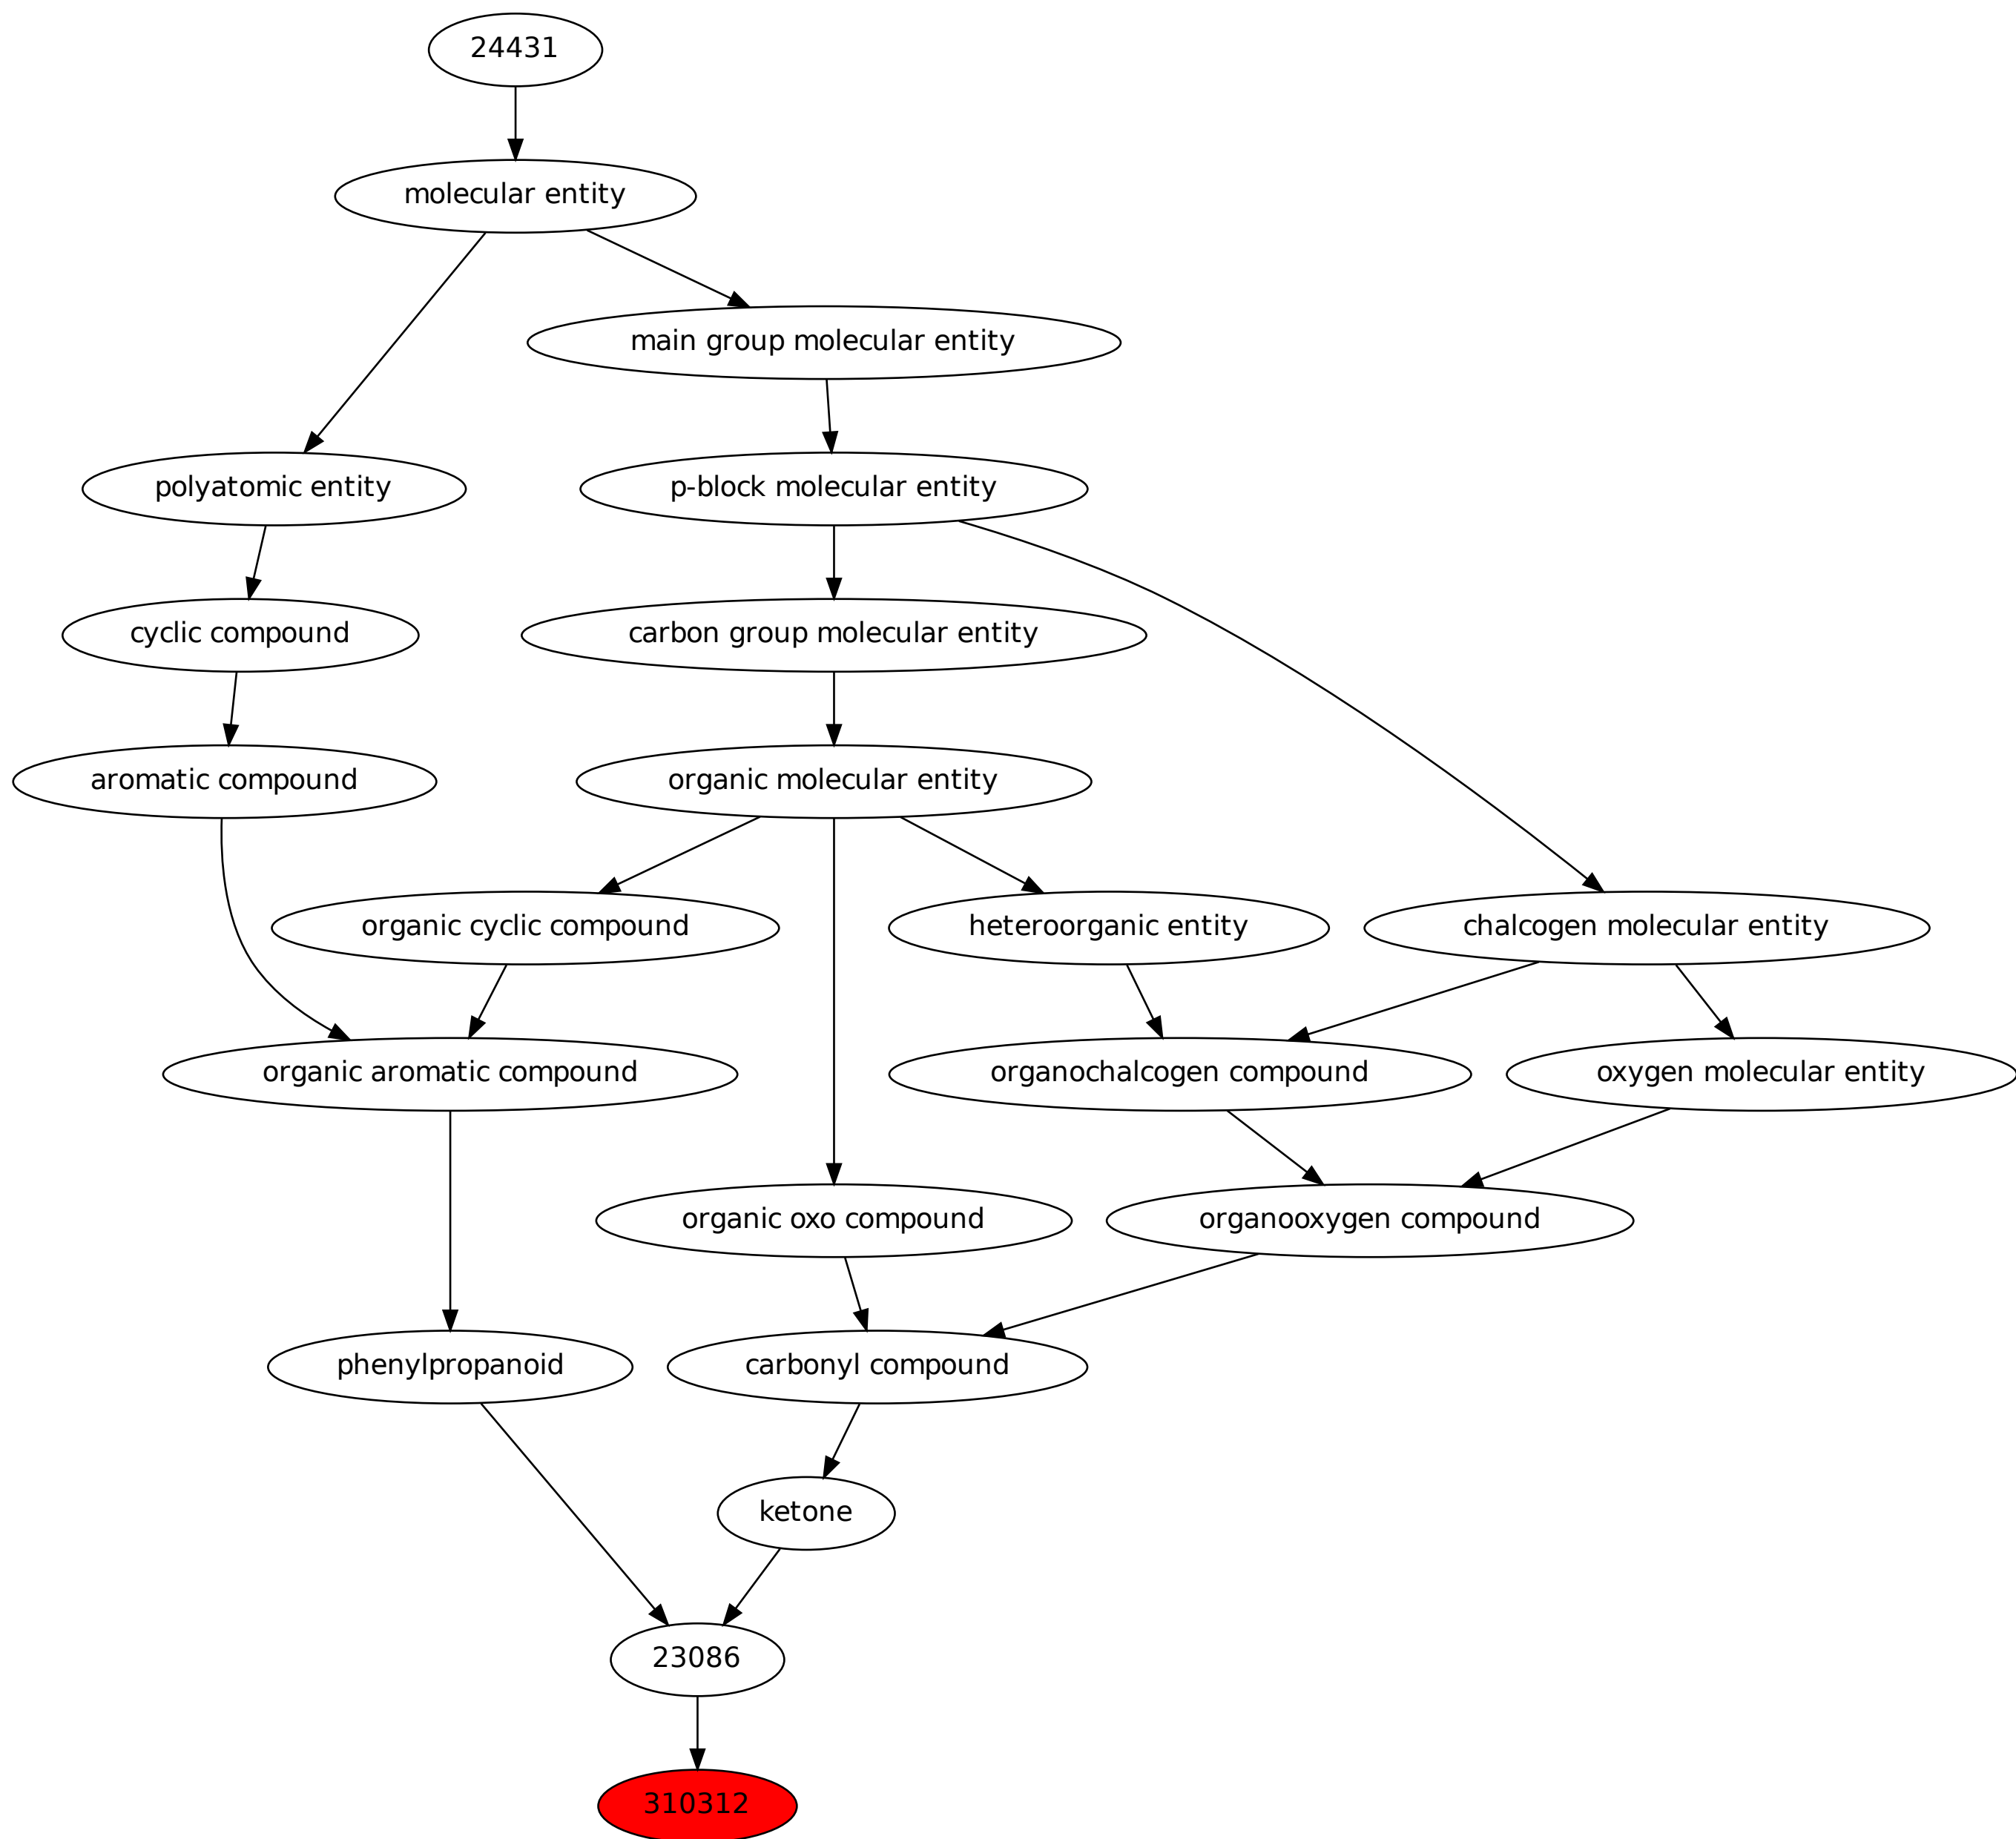 24431
molecular entity
main group molecular entity
polyatomic entity
p-block molecular entity
cyclic compound
carbon group molecular entity
aromatic compound
organic molecular entity
organic cyclic compound
heteroorganic entity
chalcogen molecular entity
organic aromatic compound
organochalcogen compound
oxygen molecular entity
organic oxo compound
organooxygen compound
phenylpropanoid
carbonyl compound
ketone
23086
310312